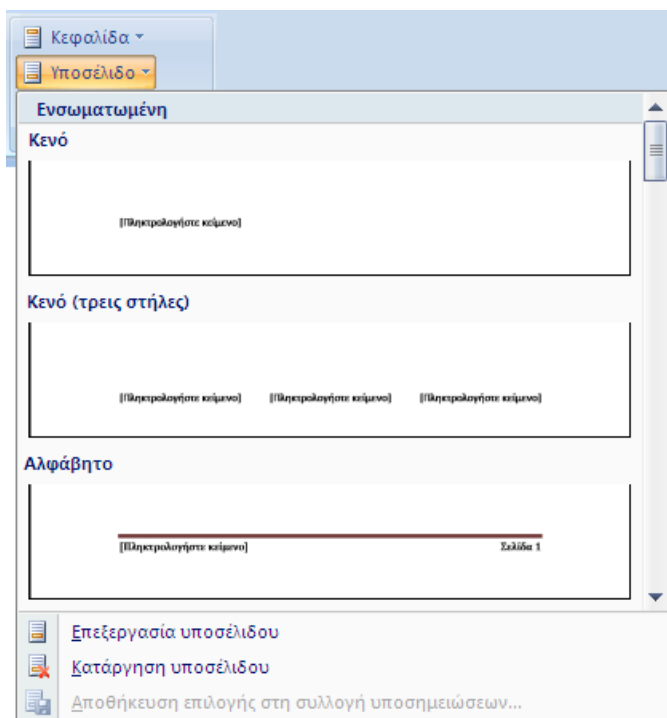 Κεφαλίδα
Υποσέλιδο
Ενσωματωμένη
Κενό
[Πληκτρολογήστε κείμενο]
Κενό (τρεις στήλες)
[Πληκτρολογήστε κείμενο] [Πληκτρολογήστε κείμενο] [Πληκτρολογήστε κείμενο]
Αλφάβητο
[Πληκτρολογήστε κείμενο] Σελίδα 1
Επεξεργασία υποσέλιδου
Κατάργηση υποσέλιδου
Αποθήκευση επιλογής στη συλλογή υποσημειώσεων...